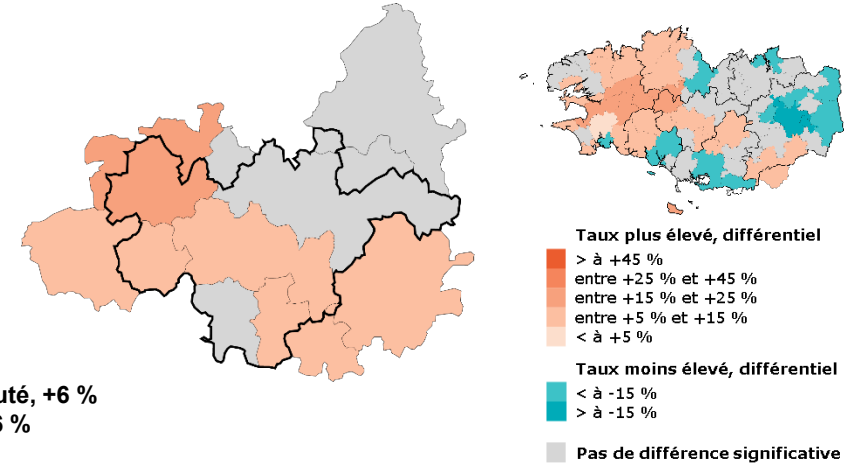 uté, +6 %
6 %
Taux plus élevé, différentiel
> à +45 %
entre +25 % et +45 %
entre +15 % et +25 %
entre +5 % et +15 %
< à +5 %
Taux moins élevé, différentiel
< à -15 %
> à -15 %
Pas de différence significative